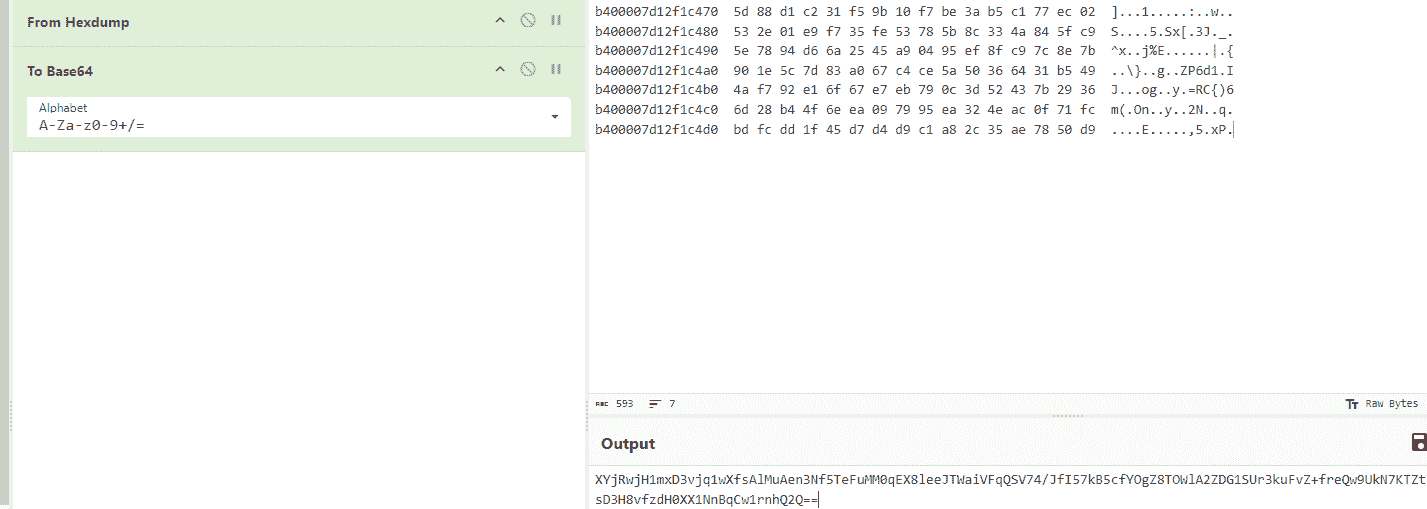 From Hexdump
To Base64
Alphabet
A-Za-z0-9+/=
b400007d12f1c470 5d 88 d1 c2 31 f5 9b 10 f7 be 3a b5 c1 77 ec 02 ]...1.....:..w..
b400007d12f1c480 53 2e 01 e9 f7 35 fe 53 78 5b 8c 33 4a 84 5f c9 S....5.Sx[.3J._.
b400007d12f1c490 5e 78 94 d6 6a 25 45 a9 04 95 ef 8f c9 7c 8e 7b ^x..j%E......|.{
b400007d12f1c4a0 90 1e 5c 7d 83 a0 67 c4 ce 5a 50 36 64 31 b5 49 ..\}..g..ZP6d1.I
b400007d12f1c4b0 4a f7 92 e1 6f 67 e7 eb 79 0c 3d 52 43 7b 29 36 J...og..y.=RC{)6
b400007d12f1c4c0 6d 28 b4 4f 6e ea 09 79 95 ea 32 4e ac 0f 71 fc m(.On..y..2N..q.
b400007d12f1c4d0 bd fc dd 1f 45 d7 d4 d9 c1 a8 2c 35 ae 78 50 d9 ....E.....,5.xP.
ABC 593 7
Tт Raw Bytes
Output
XYjRwjH1mxD3vjq1wXfsAlMuAen3Nf5TeFuMM0qEX8leeJTWaiVFqQSV74/JfI57kB5cfYOgZ8TOWlA2ZDG1SUr3kuFvZ+freQw9UkN7KTZt
sD3H8vfzdH0XX1NnBqCw1rnhQ2Q==